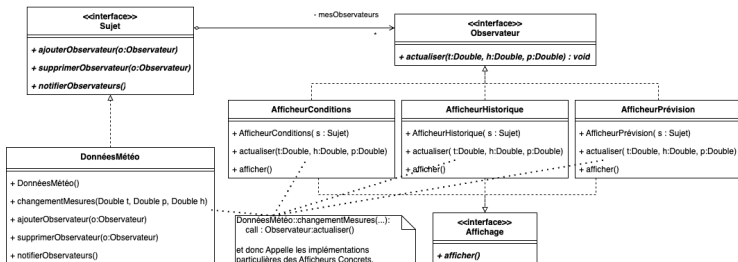 <<interface>>
Sujet
+ ajouterObservateur(o:Observateur)
+ supprimerObservateur(o:Observateur)
+ notifierObservateurs()
- mesObservateurs
*
<<interface>>
Observateur
+ actualiser(t:Double, h:Double, p:Double) : void
AfficheurConditions
+ AfficheurConditions( s : Sujet)
+ actualiser(t:Double, h:Double, p:Double)
+ afficher()
AfficheurHistorique
+ AfficheurHistorique( s : Sujet)
+ actualiser( t:Double, h:Double, p:Double)
+ afficher()
AfficheurPrévision
+ AfficheurPrévision( s : Sujet)
+ actualiser( t:Double, h:Double, p:Double)
+ afficher()
DonnéesMétéo
+ DonnéesMétéo()
+ changementMesures(Double t, Double p, Double h)
+ ajouterObservateur(o:Observateur)
+ supprimerObservateur(o:Observateur)
+ notifierObservateurs()
DonnéesMétéo::changementMesures(...):
call : Observateur:actualiser()
et donc Appelle les implémentations
particulières des Afficheurs Concrets.
<<interface>>
Affichage
+ afficher()